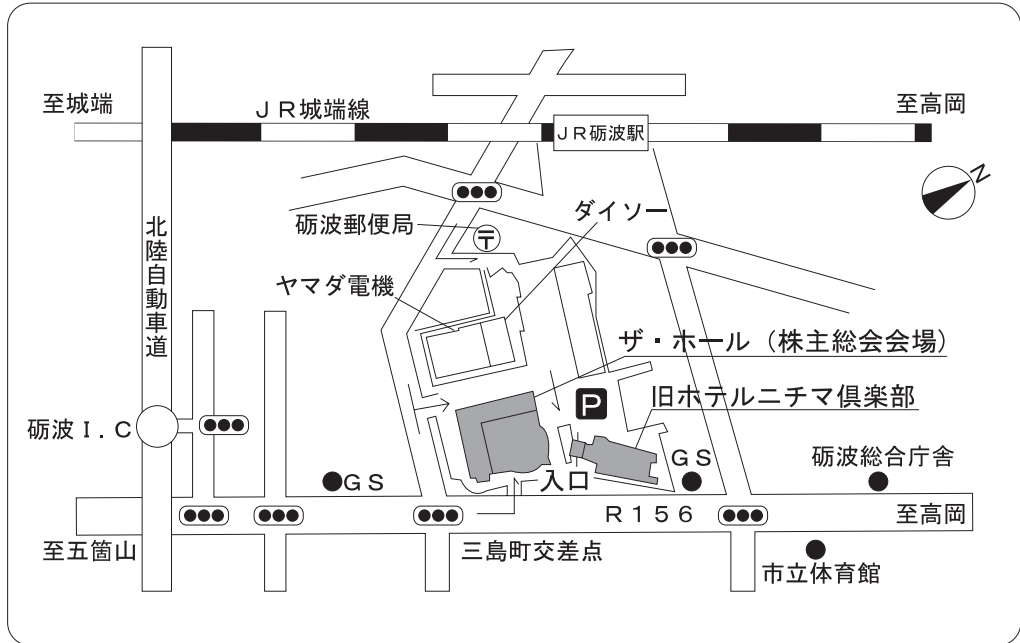 至城端
ＪＲ城端線
至高岡
ＪＲ砺波駅
N
砺波郵便局
〒
ダイソー
北陸自動車道
ヤマダ電機
ザ・ホール（株主総会会場）
P
旧ホテルニチマ倶楽部
砺波Ｉ.Ｃ
ＧＳ
入口
ＧＳ
砺波総合庁舎
Ｒ１５６
至高岡
至五箇山
三島町交差点
市立体育館